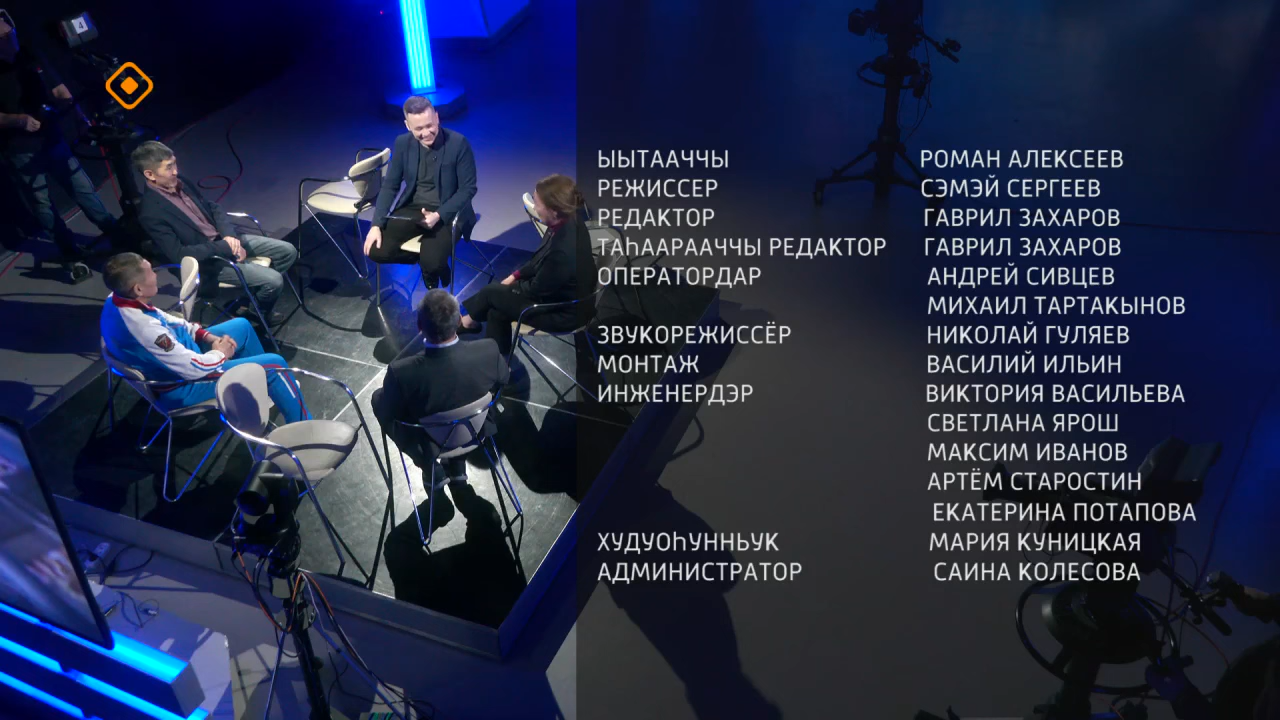 4
ЫЫТААЧЧЫ РОМАН АЛЕКСЕЕВ
РЕЖИССЕР СЭМЭЙ СЕРГЕЕВ
РЕДАКТОР ГАВРИЛ ЗАХАРОВ
ТАҺААРААЧЧЫ РЕДАКТОР ГАВРИЛ ЗАХАРОВ
ОПЕРАТОРДАР АНДРЕЙ СИВЦЕВ
МИХАИЛ ТАРТАКЫНОВ
ЗВУКОРЕЖИССЁР НИКОЛАЙ ГУЛЯЕВ
МОНТАЖ ВАСИЛИЙ ИЛЬИН
ИНЖЕНЕРДЭР ВИКТОРИЯ ВАСИЛЬЕВА
СВЕТЛАНА ЯРОШ
МАКСИМ ИВАНОВ
АРТЁМ СТАРОСТИН
ЕКАТЕРИНА ПОТАПОВА
ХУДУОҺУННЬУК МАРИЯ КУНИЦКАЯ
АДМИНИСТРАТОР САИНА КОЛЕСОВА